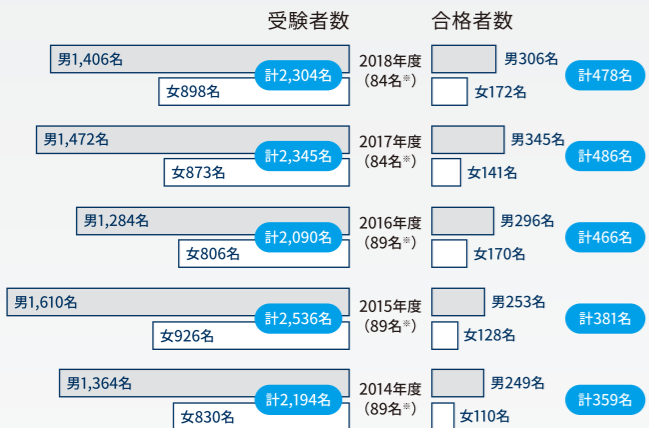 受験者数 合格者数
男1,406名 2018年度 男306名
計2,304名 (84名※) 計478名
女898名 女172名
男1,472名 2017年度 男345名
計2,345名 (84名※) 計486名
女873名 女141名
男1,284名 2016年度 男296名
計2,090名 (89名※) 計466名
女806名 女170名
男1,610名 2015年度 男253名
計2,536名 (89名※) 計381名
女926名 女128名
男1,364名 2014年度 男249名
計2,194名 (89名※) 計359名
女830名 女110名